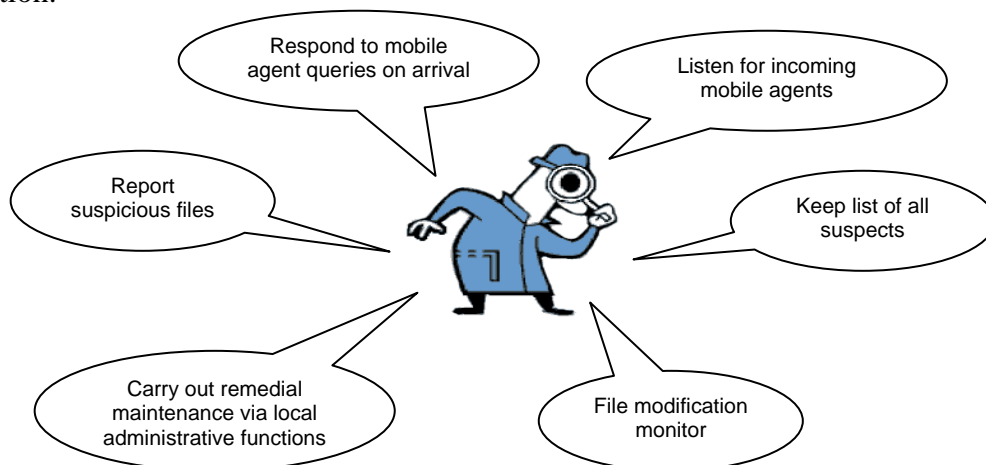 tion.
Respond to mobile
agent queries on arrival
Listen for incoming
mobile agents
Report
suspicious files
Keep list of all
suspects
Carry out remedial
maintenance via local
administrative functions
File modification
monitor